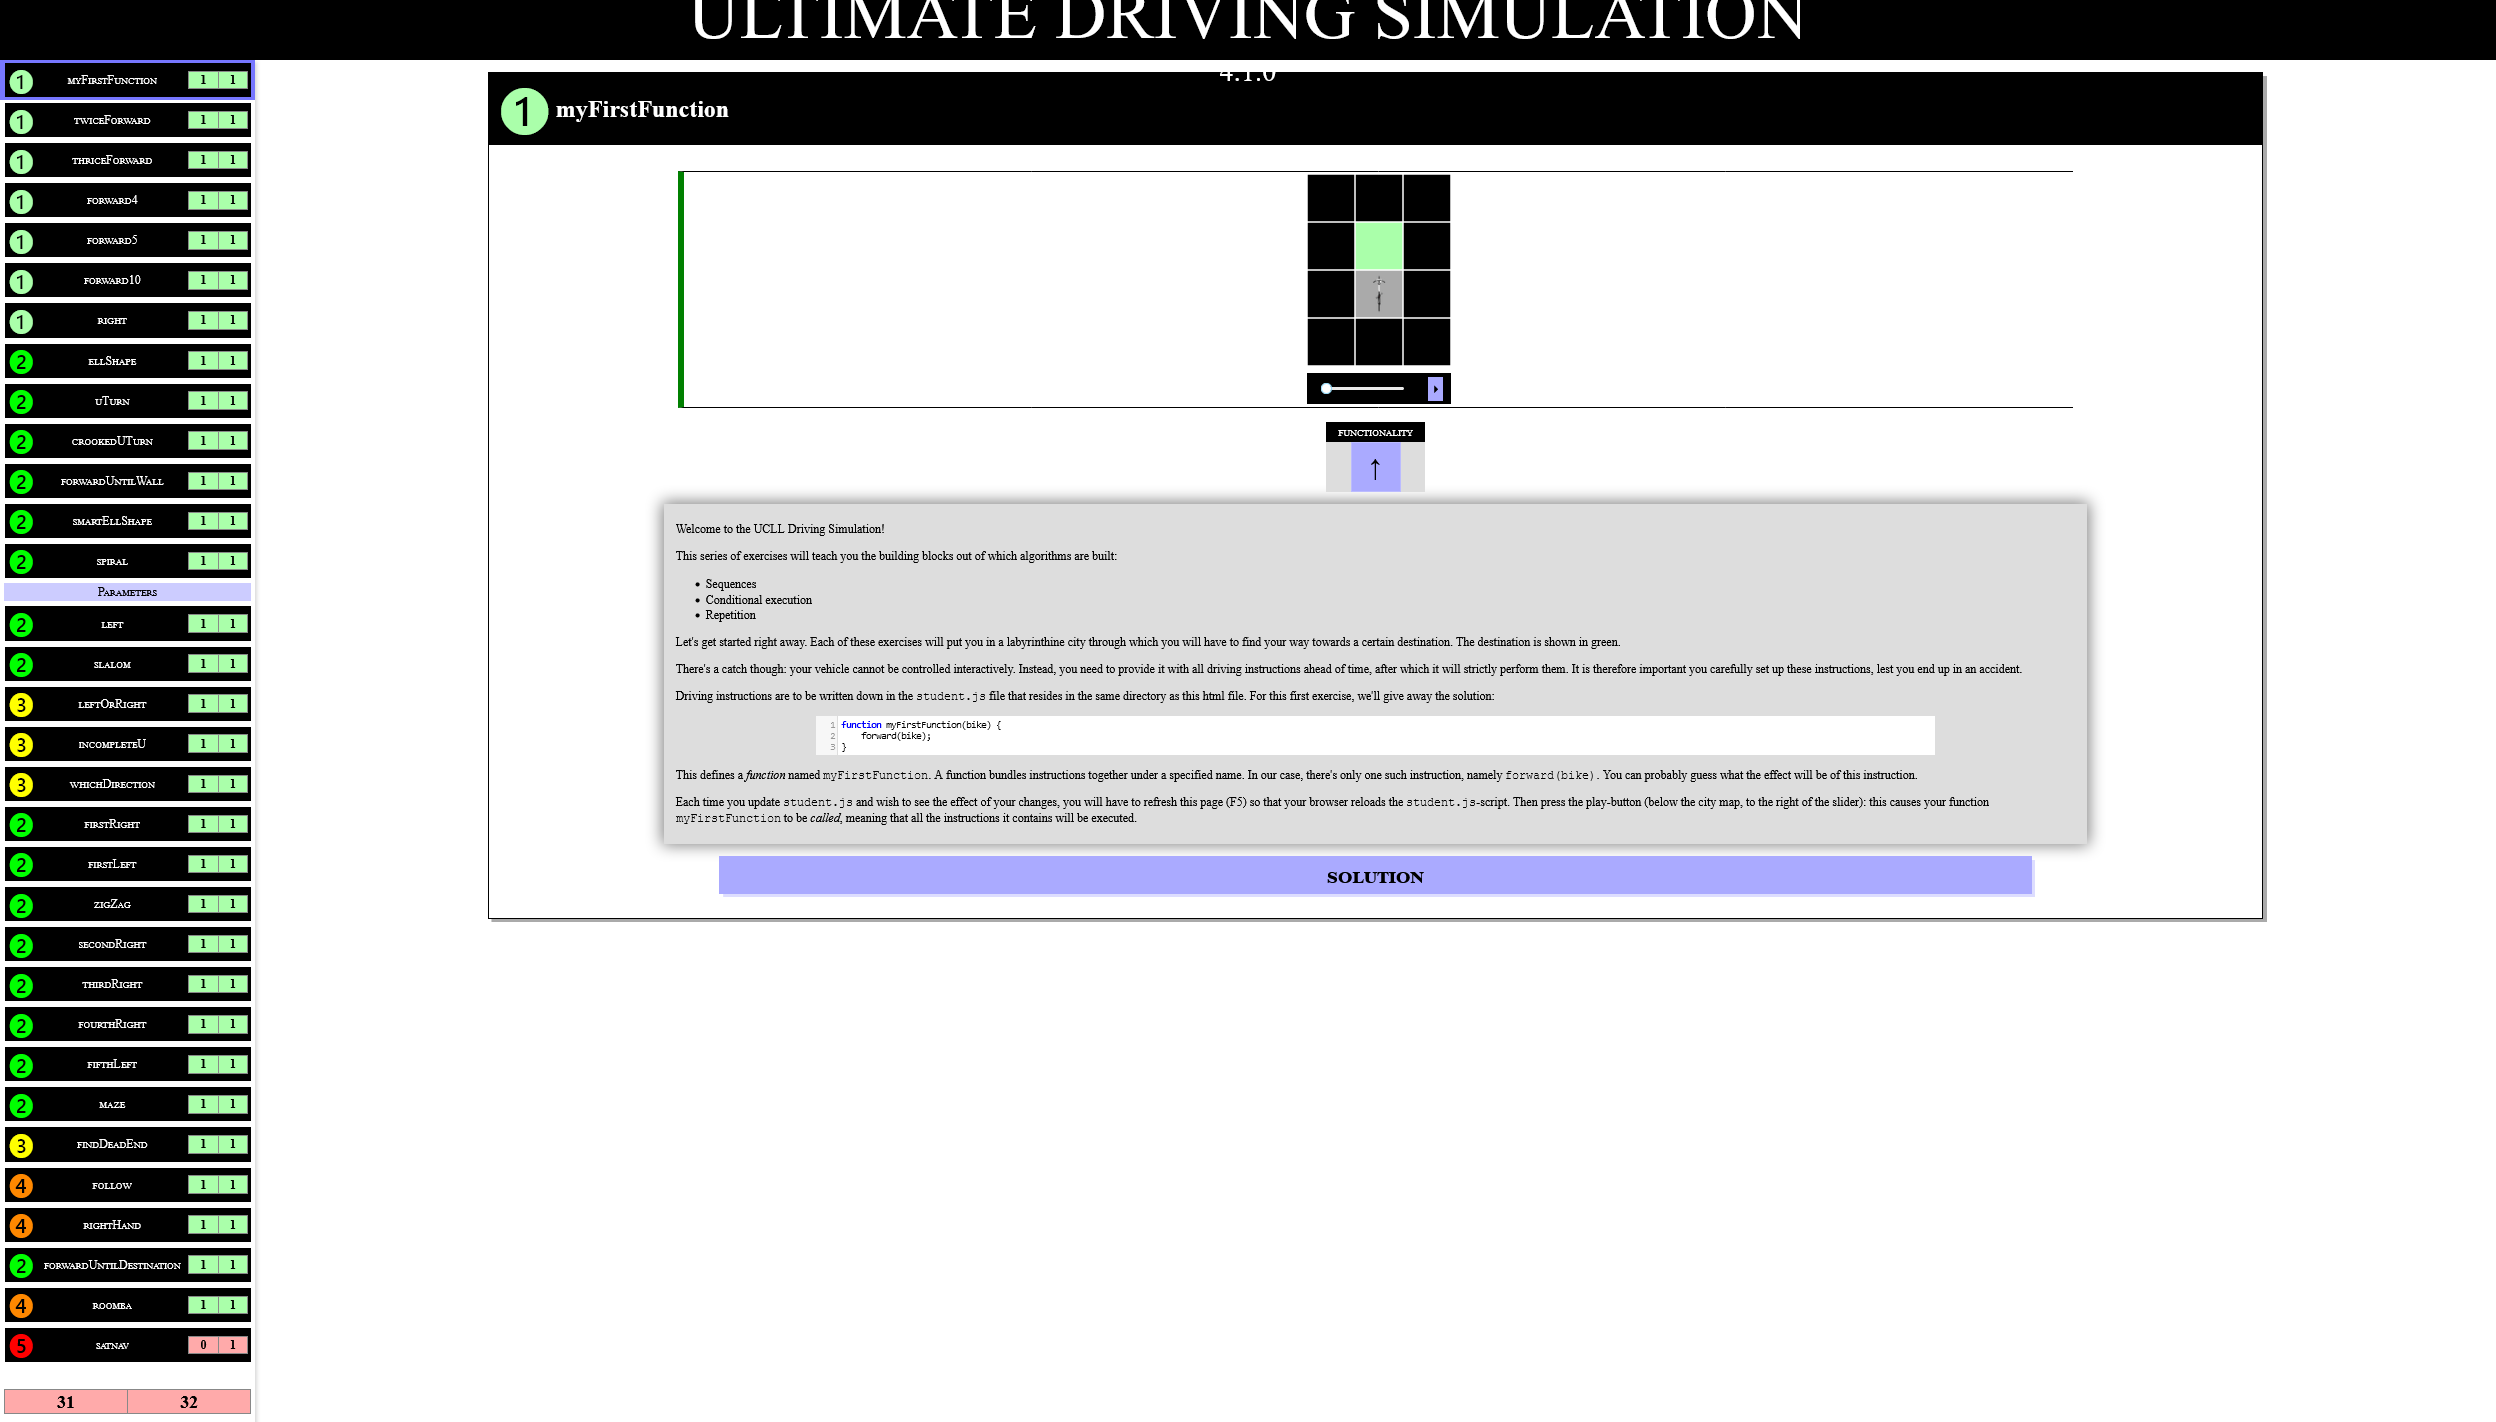 ULTIMATE DRIVING SIMULATION
4.1.0
1 myFirstFunction 1 1
1 twiceForward 1 1
1 thriceForward 1 1
1 forward4 1 1
1 forward5 1 1
1 forward10 1 1
1 right 1 1
2 ellShape 1 1
2 uTurn 1 1
2 crookedUTurn 1 1
2 forwardUntilWall 1 1
2 smartEllShape 1 1
2 spiral 1 1
Parameters
2 left 1 1
2 slalom 1 1
3 leftOrRight 1 1
3 incompleteU 1 1
3 whichDirection 1 1
2 firstRight 1 1
2 firstLeft 1 1
2 zigZag 1 1
2 secondRight 1 1
2 thirdRight 1 1
2 fourthRight 1 1
2 fifthLeft 1 1
2 maze 1 1
3 findDeadEnd 1 1
4 follow 1 1
4 rightHand 1 1
2 forwardUntilDestination 1 1
4 roomba 1 1
5 satnav 0 1
31 32
1 myFirstFunction
functionality
↑
Welcome to the UCLL Driving Simulation!
This series of exercises will teach you the building blocks out of which algorithms are built:
• Sequences
• Conditional execution
• Repetition
Let's get started right away. Each of these exercises will put you in a labyrinthine city through which you will have to find your way towards a certain destination. The destination is shown in green.
There's a catch though: your vehicle cannot be controlled interactively. Instead, you need to provide it with all driving instructions ahead of time, after which it will strictly perform them. It is therefore important you carefully set up these instructions, lest you end up in an accident.
Driving instructions are to be written down in the student.js file that resides in the same directory as this html file. For this first exercise, we'll give away the solution:
1 function myFirstFunction(bike) {
2     forward(bike);
3 }
This defines a function named myFirstFunction. A function bundles instructions together under a specified name. In our case, there's only one such instruction, namely forward(bike). You can probably guess what the effect will be of this instruction.
Each time you update student.js and wish to see the effect of your changes, you will have to refresh this page (F5) so that your browser reloads the student.js-script. Then press the play-button (below the city map, to the right of the slider): this causes your function
myFirstFunction to be called, meaning that all the instructions it contains will be executed.
SOLUTION